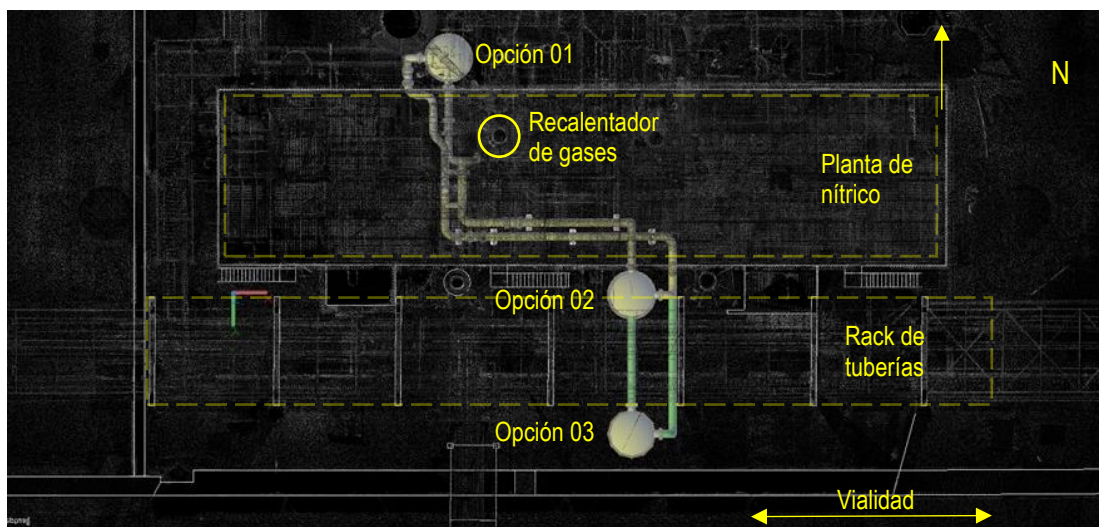 Opción 01
N
Recalentador
de gases
Planta de
nítrico
Opción 02
Rack de
tuberías
Opción 03
Vialidad